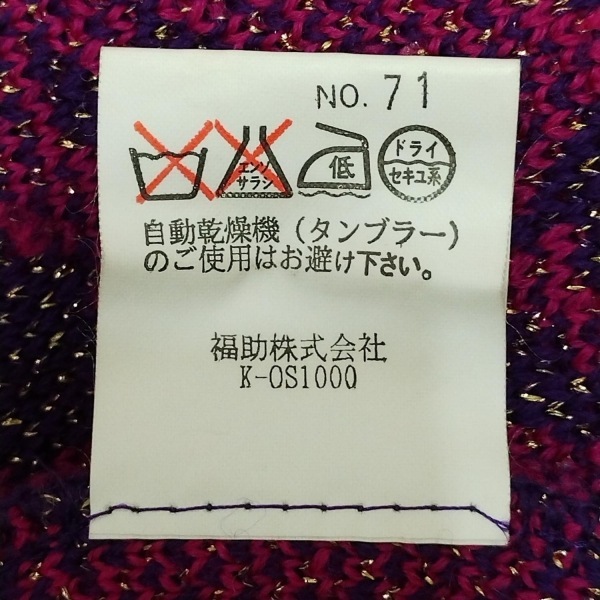 NO. 71
エンソ
サラシ
低
ドライ
セキユ系
自動乾燥機（タンブラー）
のご使用はお避け下さい。
福助株式会社
K-OS1000